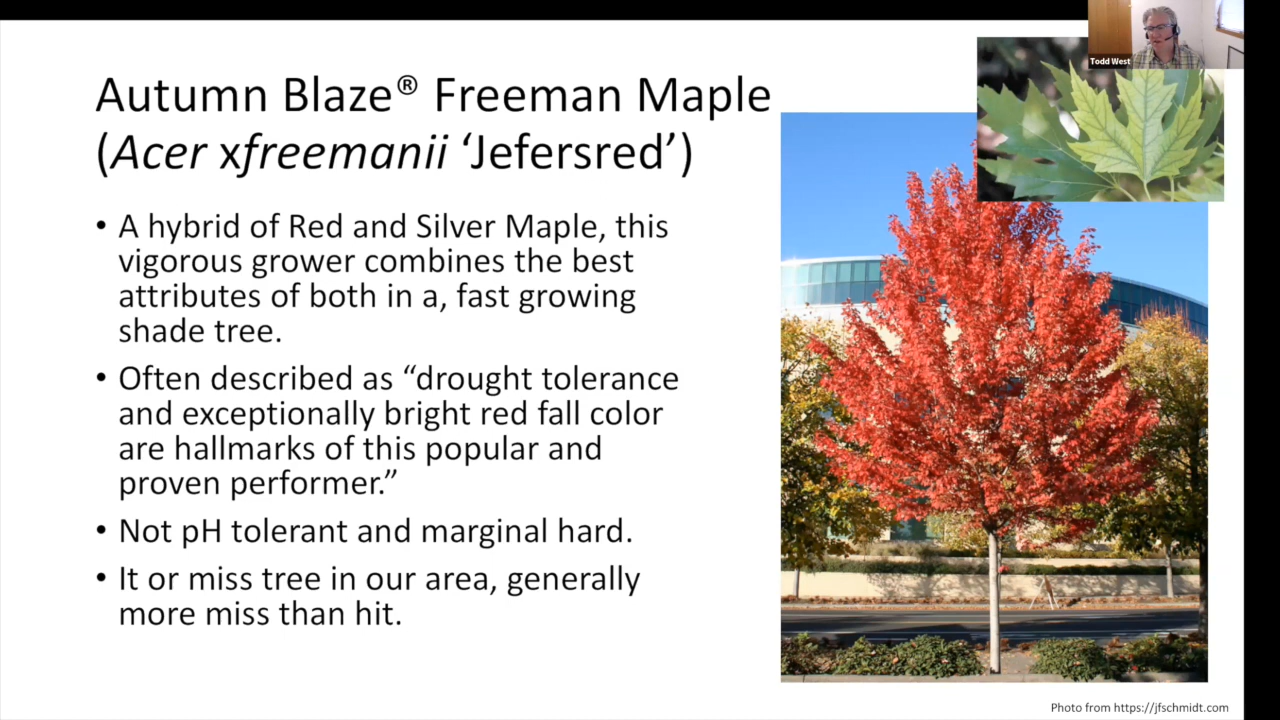 Todd West
Autumn Blaze® Freeman Maple
(Acer xfreemanii ‘Jefersred’)
• A hybrid of Red and Silver Maple, this
vigorous grower combines the best
attributes of both in a, fast growing
shade tree.
• Often described as “drought tolerance
and exceptionally bright red fall color
are hallmarks of this popular and
proven performer.”
• Not pH tolerant and marginal hard.
• It or miss tree in our area, generally
more miss than hit.
Photo from https://jfschmidt.com